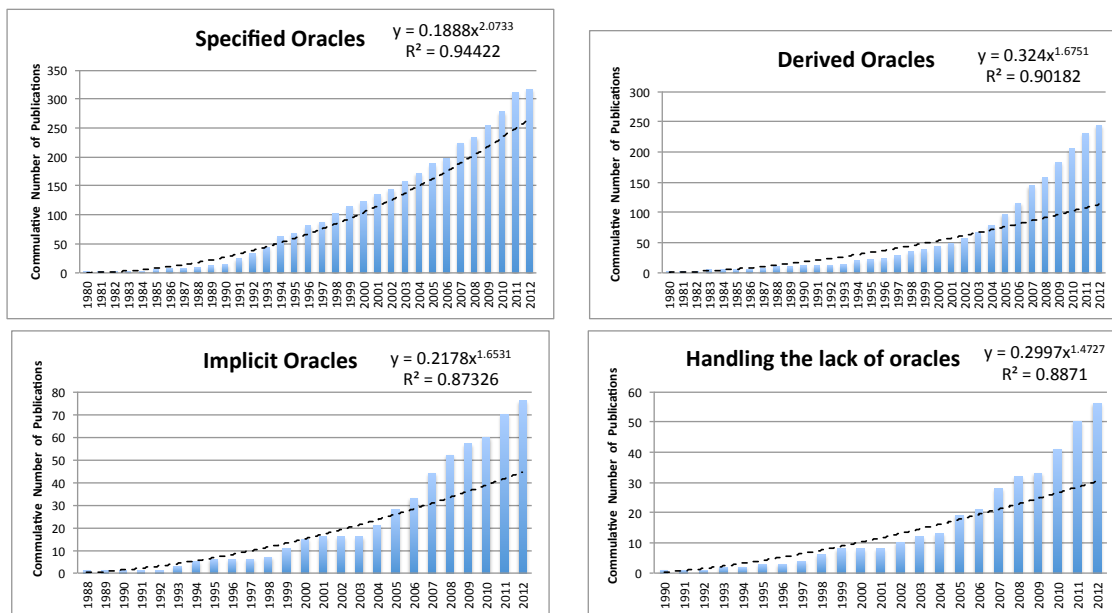 Specified Oracles
y = 0.1888x^2.0733
R² = 0.94422
Commulative Number of Publications
350
300
250
200
150
100
50
0
1980 1981 1982 1983 1984 1985 1986 1987 1988 1989 1990 1991 1992 1993 1994 1995 1996 1997 1998 1999 2000 2001 2002 2003 2004 2005 2006 2007 2008 2009 2010 2011 2012
Derived Oracles
y = 0.324x^1.6751
R² = 0.90182
Commulative Number of Publications
300
250
200
150
100
50
0
1980 1981 1982 1983 1984 1985 1986 1987 1988 1989 1990 1991 1992 1993 1994 1995 1996 1997 1998 1999 2000 2001 2002 2003 2004 2005 2006 2007 2008 2009 2010 2011 2012
Implicit Oracles
y = 0.2178x^1.6531
R² = 0.87326
Commulative Number of Publications
80
70
60
50
40
30
20
10
0
1988 1989 1990 1991 1992 1993 1994 1995 1996 1997 1998 1999 2000 2001 2002 2003 2004 2005 2006 2007 2008 2009 2010 2011 2012
Handling the lack of oracles
y = 0.2997x^1.4727
R² = 0.8871
Commulative Number of Publications
60
50
40
30
20
10
0
1990 1991 1992 1993 1994 1995 1996 1997 1998 1999 2000 2001 2002 2003 2004 2005 2006 2007 2008 2009 2010 2011 2012